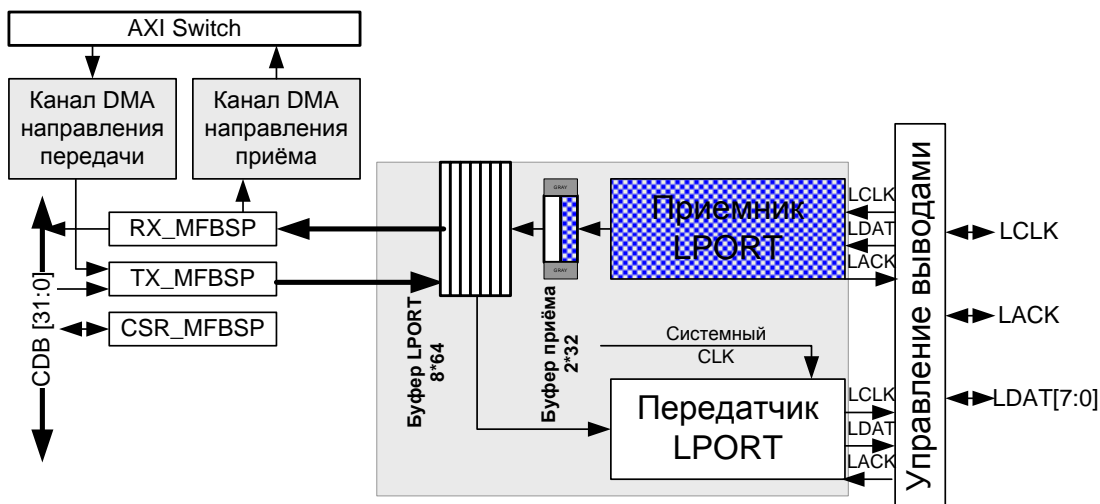 AXI Switch
Канал DMA
направления
передачи
Канал DMA
направления
приёма
RX_MFBSP
TX_MFBSP
CSR_MFBSP
CDB [31:0]
Буфер LPORT
8*64
GRAY
GRAY
Буфер приёма
2*32
Приемник
LPORT
LCLK
LDAT
LACK
Системный
CLK
Передатчик
LPORT
LCLK
LDAT
LACK
Управление выводами
LCLK
LACK
LDAT[7:0]